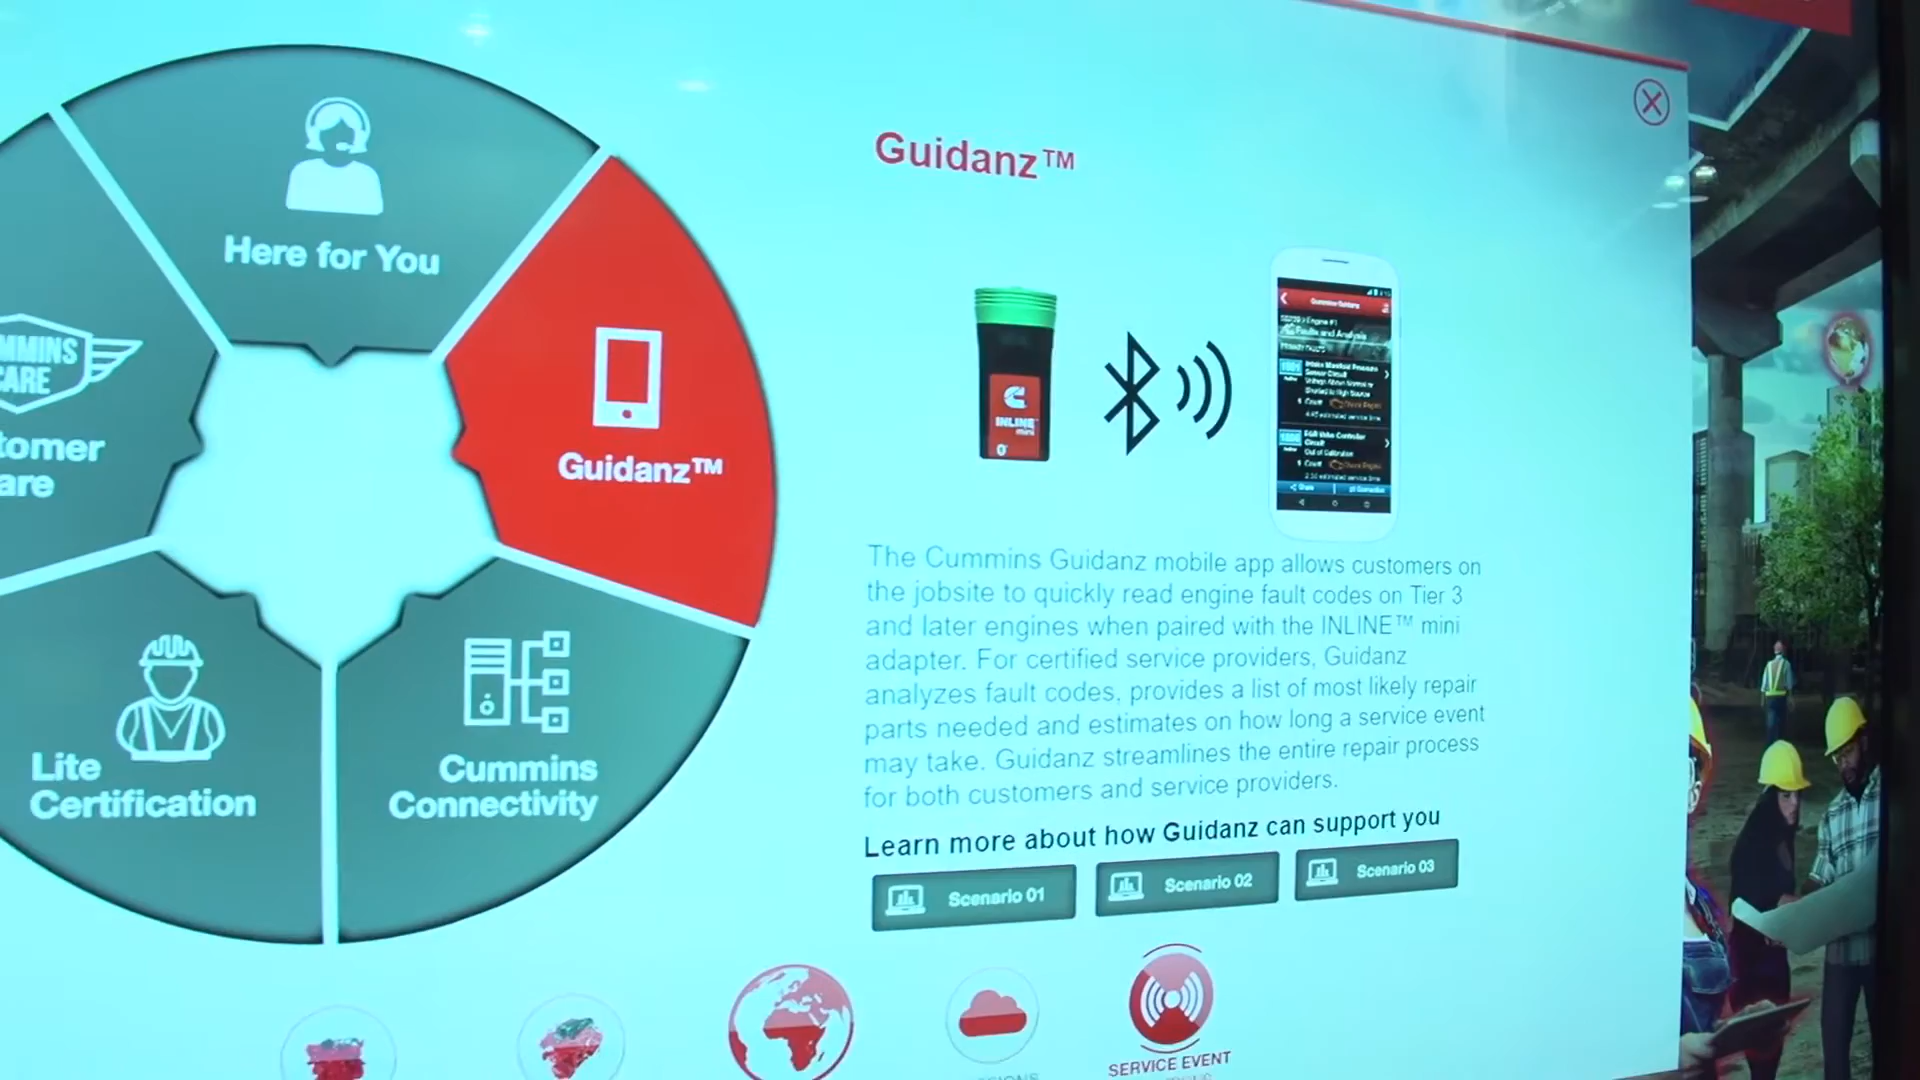 Here for You
MMINS
CARE
tomer
are
Guidanz™
Lite
Certification
Cummins
Connectivity
Guidanz™
INLINE
mini
Faults and Analysis
The Cummins Guidanz mobile app allows customers on
the jobsite to quickly read engine fault codes on Tier 3
and later engines when paired with the INLINE™ mini
adapter. For certified service providers, Guidanz
analyzes fault codes, provides a list of most likely repair
parts needed and estimates on how long a service event
may take. Guidanz streamlines the entire repair process
for both customers and service providers.
Learn more about how Guidanz can support you
Scenario 01
Scenario 02
Scenario 03
SERVICE EVENT